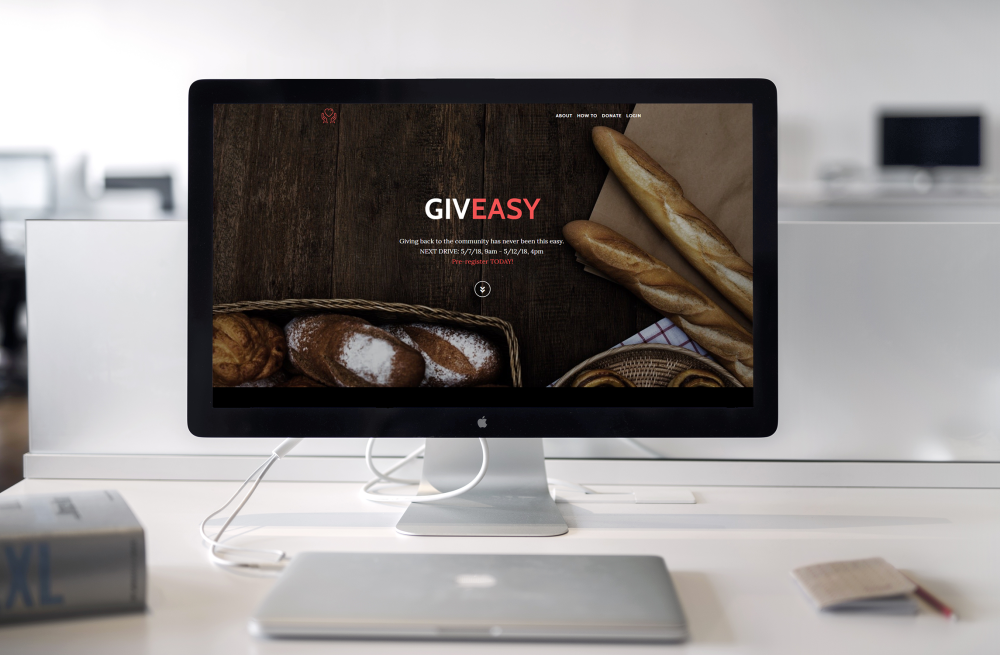 ABOUT HOW TO DONATE LOGIN
GIVEASY
Giving back to the community has never been this easy.
NEXT DRIVE: 5/7/18, 9am - 5/12/18, 4pm
Pre-register TODAY!
XL